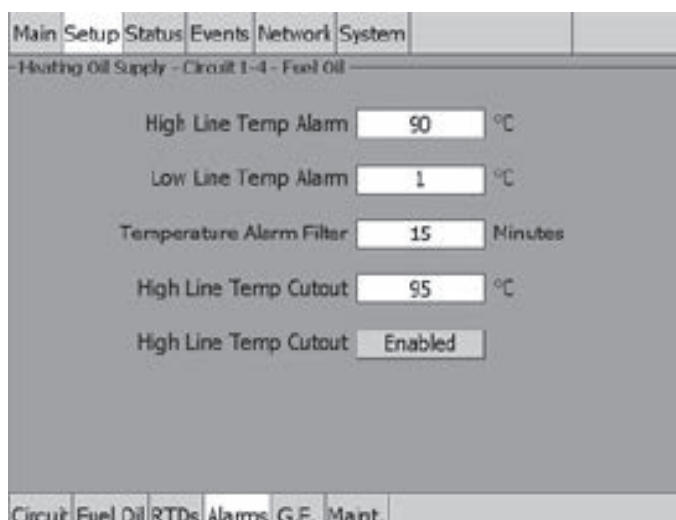 Main Setup Status Events Network System
Heating Oil Supply - Circuit 1-4 - Fuel Oil
High Line Temp Alarm 90 °C
Low Line Temp Alarm 1 °C
Temperature Alarm Filter 15 Minutes
High Line Temp Cutout 95 °C
High Line Temp Cutout Enabled
Circuit Fuel Oil RTDs Alarms G.F. Maint.